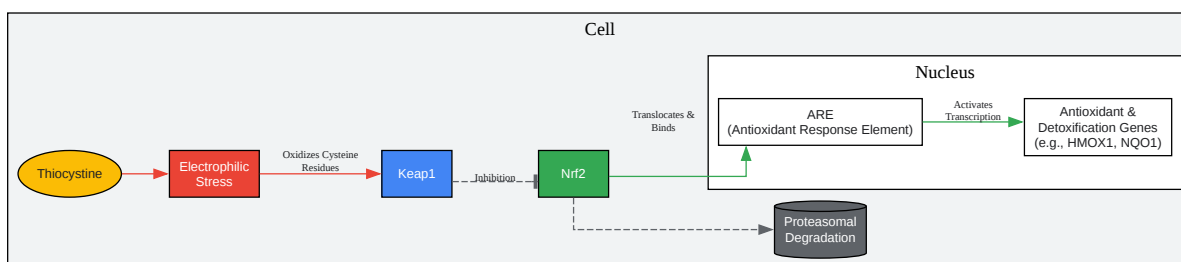 Cell
Nucleus
Thiocystine
Electrophilic
Stress
Oxidizes Cysteine
Residues
Keap1
Inhibition
Nrf2
Translocates &
Binds
ARE
(Antioxidant Response Element)
Activates
Transcription
Antioxidant &
Detoxification Genes
(e.g., HMOX1, NQO1)
Proteasomal
Degradation